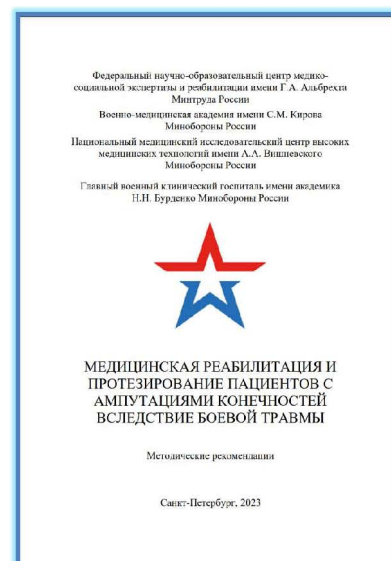 Федеральный научно-образовательный центр медико-
социальной экспертизы и реабилитации имени Г.А. Альбрехта
Минтруда России
Военно-медицинская академия имени С.М. Кирова
Минобороны России
Национальный медицинский исследовательский центр высоких
медицинских технологий имени А.А. Вишневского
Минобороны России
Главный военный клинический госпиталь имени академика
Н.Н. Бурденко Минобороны России
МЕДИЦИНСКАЯ РЕАБИЛИТАЦИЯ И
ПРОТЕЗИРОВАНИЕ ПАЦИЕНТОВ С
АМПУТАЦИЯМИ КОНЕЧНОСТЕЙ
ВСЛЕДСТВИЕ БОЕВОЙ ТРАВМЫ
Методические рекомендации
Санкт-Петербург, 2023